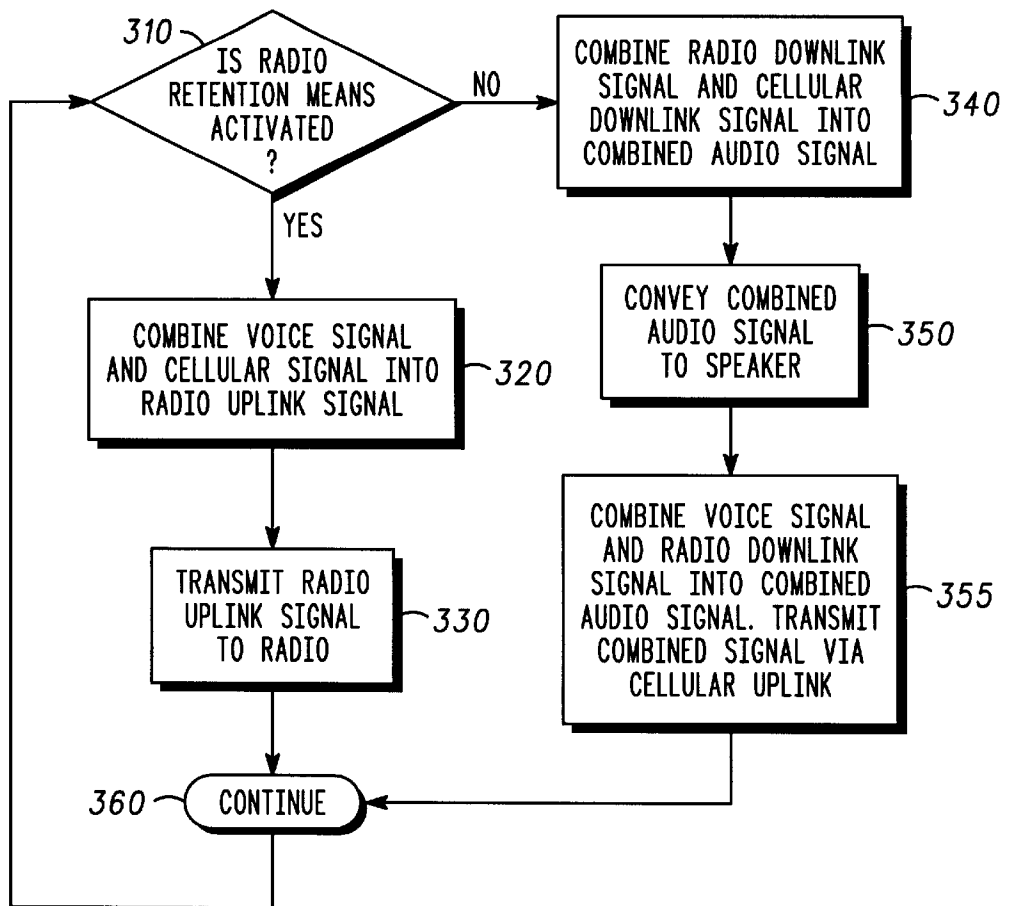 310
IS RADIO
RETENTION MEANS
ACTIVATED
?
NO
YES
COMBINE RADIO DOWNLINK
SIGNAL AND CELLULAR
DOWNLINK SIGNAL INTO
COMBINED AUDIO SIGNAL
340
CONVEY COMBINED
AUDIO SIGNAL
TO SPEAKER
350
COMBINE VOICE SIGNAL
AND CELLULAR SIGNAL INTO
RADIO UPLINK SIGNAL
320
COMBINE VOICE SIGNAL
AND RADIO DOWNLINK
SIGNAL INTO COMBINED
AUDIO SIGNAL. TRANSMIT
COMBINED SIGNAL VIA
CELLULAR UPLINK
355
TRANSMIT RADIO
UPLINK SIGNAL
TO RADIO
330
360
CONTINUE